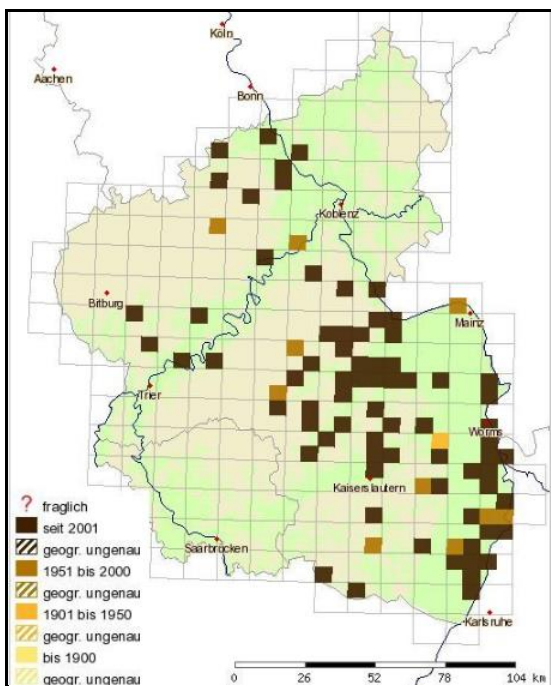 Köln
Aachen
Bonn
Koblenz
Bitburg
Mainz
Trier
Worms
Kaiserslautern
Saarbrücken
Karlsruhe
? fraglich
seit 2001
geogr. ungenau
1951 bis 2000
geogr. ungenau
1901 bis 1950
geogr. ungenau
bis 1900
geogr. ungenau
0 26 52 78 104 km